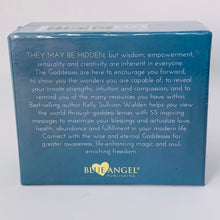 THEY MAY BE HIDDEN, but wisdom, empowerment,
sensuality and creativity are inherent in everyone.
The Goddesses are here to encourage you forward,
to show you the wonders you are capable of, to reveal
your innate strengths, intuition and compassion, and to
remind you of the many resources you have within.
Best-selling author Kelly Sullivan Walden helps you view
the world through goddess lenses with 55 inspiring
messages to maximize your blessings and actualize love,
health, abundance and fulfillment in your modern life.
Connect with the wise and eternal Goddesses for
greater awareness, life-enhancing magic and soul-
enriching freedom.
BLUE ANGEL®
PUBLISHING